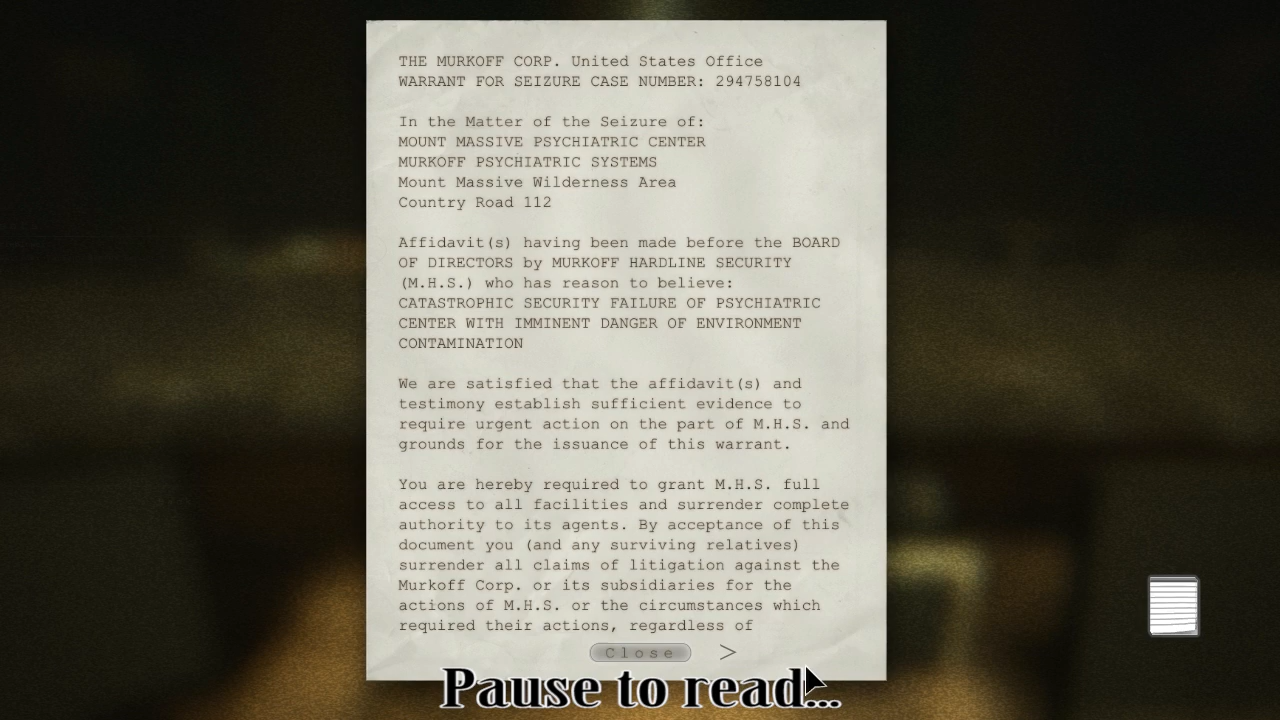 THE MURKOFF CORP. United States Office
WARRANT FOR SEIZURE CASE NUMBER: 294758104
In the Matter of the Seizure of:
MOUNT MASSIVE PSYCHIATRIC CENTER
MURKOFF PSYCHIATRIC SYSTEMS
Mount Massive Wilderness Area
Country Road 112
Affidavit(s) having been made before the BOARD
OF DIRECTORS by MURKOFF HARDLINE SECURITY
(M.H.S.) who has reason to believe:
CATASTROPHIC SECURITY FAILURE OF PSYCHIATRIC
CENTER WITH IMMINENT DANGER OF ENVIRONMENT
CONTAMINATION
We are satisfied that the affidavit(s) and
testimony establish sufficient evidence to
require urgent action on the part of M.H.S. and
grounds for the issuance of this warrant.
You are hereby required to grant M.H.S. full
access to all facilities and surrender complete
authority to its agents. By acceptance of this
document you (and any surviving relatives)
surrender all claims of litigation against the
Murkoff Corp. or its subsidiaries for the
actions of M.H.S. or the circumstances which
required their actions, regardless of
Close >
Pause to read...